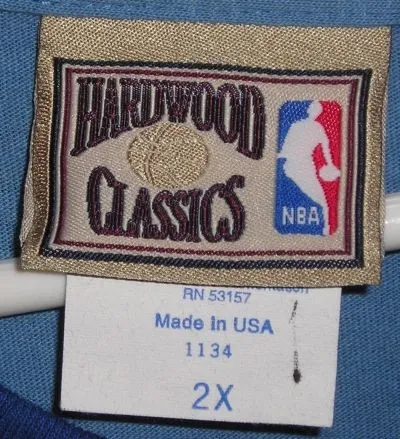 HARDWOOD
CLASSICS
NBA
RN 53157
Made in USA
1134
2X